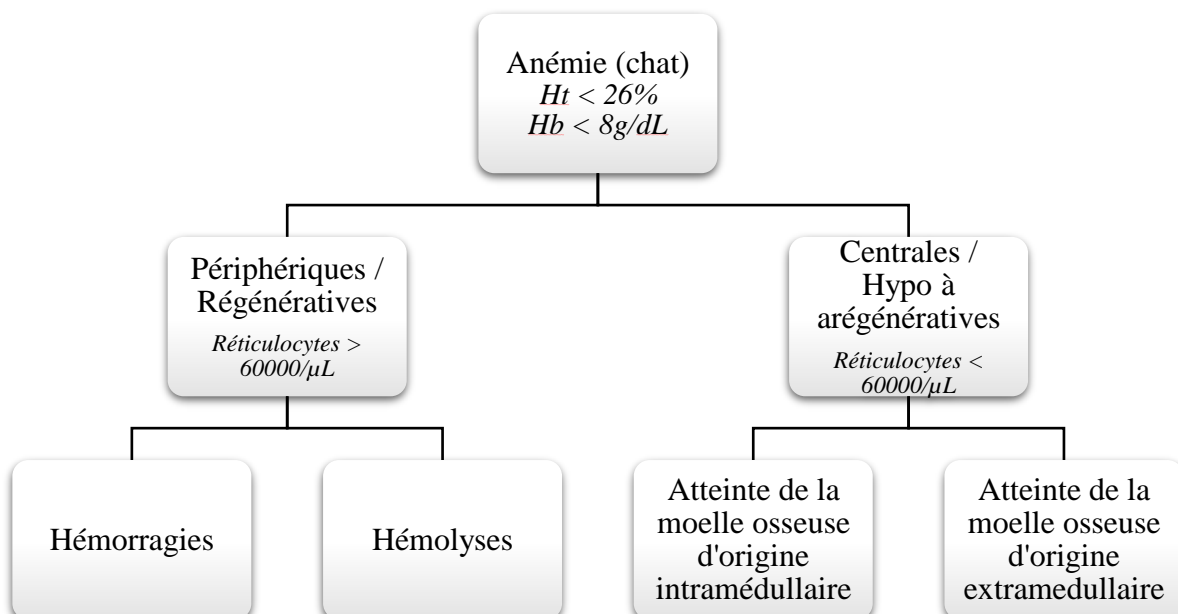 Anémie (chat)
Ht < 26%
Hb < 8g/dL
Périphériques /
Régénératives
Réticulocytes >
60000/µL
Centrales /
Hypo à
arégénératives
Réticulocytes <
60000/µL
Hémorragies
Hémolyses
Atteinte de la
moelle osseuse
d'origine
intramédullaire
Atteinte de la
moelle osseuse
d'origine
extramedullaire